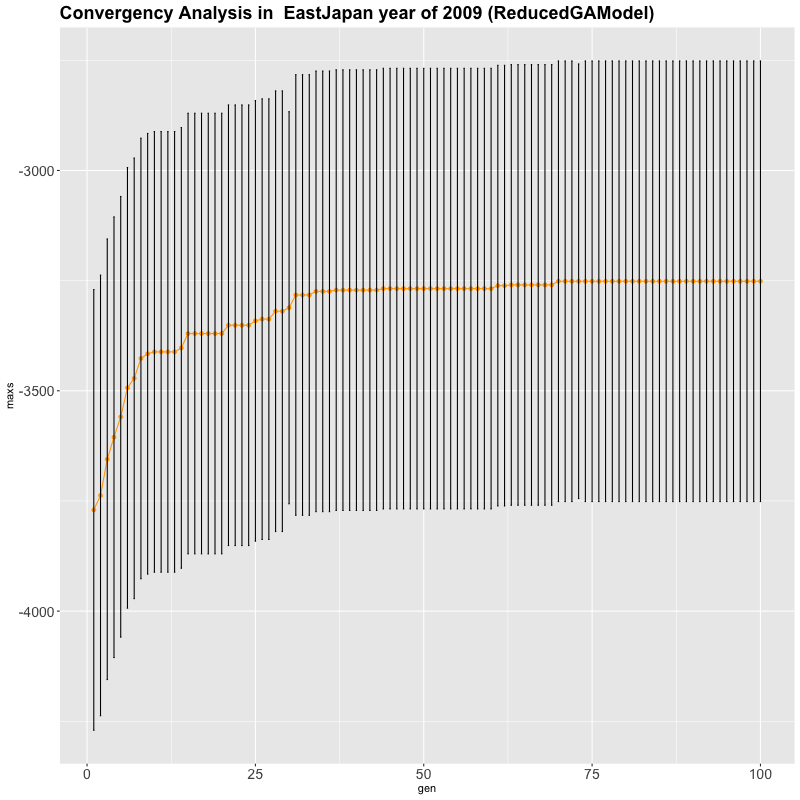 Convergency Analysis in  EastJapan year of 2009 (ReducedGAModel)
maxs
-3000
-3500
-4000
0 25 50 75 100
gen